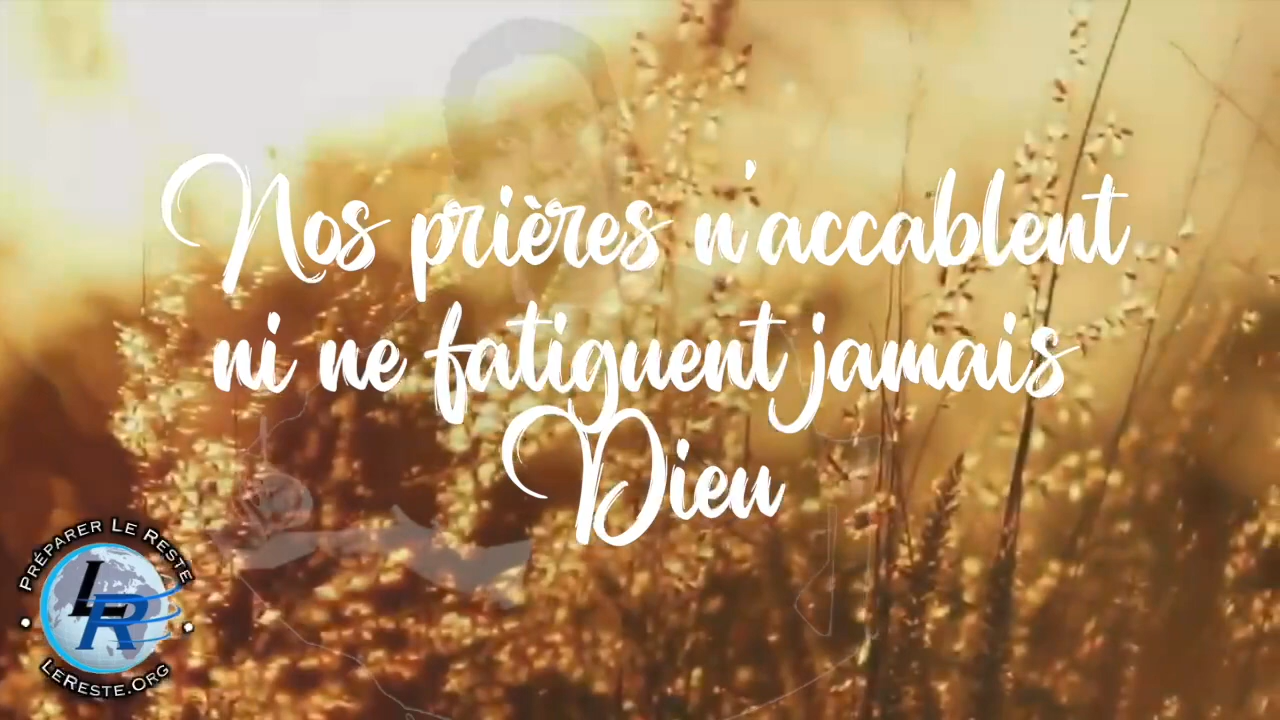 Nos prières n'accablent
ni ne fatiguent jamais
Dieu
PRÉPARER LE RESTE
LR
LERESTE.ORG